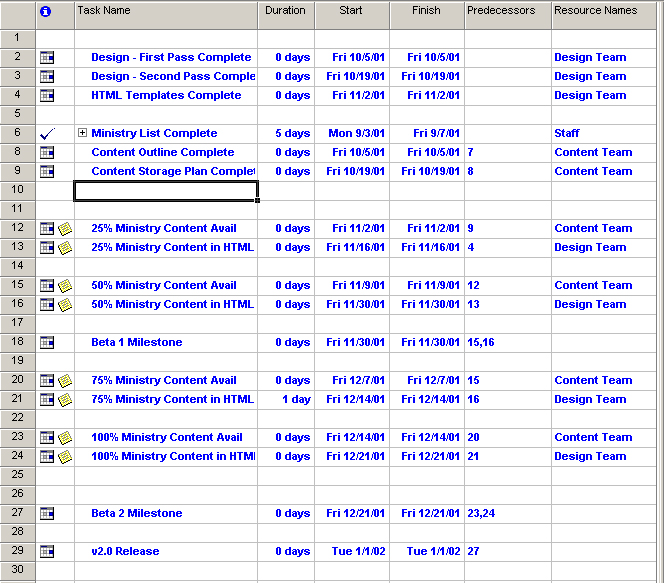 Task Name Duration Start Finish Predecessors Resource Names
1
2 Design - First Pass Complete 0 days Fri 10/5/01 Fri 10/5/01 Design Team
3 Design - Second Pass Comple 0 days Fri 10/19/01 Fri 10/19/01 Design Team
4 HTML Templates Complete 0 days Fri 11/2/01 Fri 11/2/01 Design Team
5
6 Ministry List Complete 5 days Mon 9/3/01 Fri 9/7/01 Staff
8 Content Outline Complete 0 days Fri 10/5/01 Fri 10/5/01 7 Content Team
9 Content Storage Plan Complet 0 days Fri 10/19/01 Fri 10/19/01 8 Content Team
10
11
12 25% Ministry Content Avail 0 days Fri 11/2/01 Fri 11/2/01 9 Content Team
13 25% Ministry Content in HTML 0 days Fri 11/16/01 Fri 11/16/01 4 Design Team
14
15 50% Ministry Content Avail 0 days Fri 11/9/01 Fri 11/9/01 12 Content Team
16 50% Ministry Content in HTML 0 days Fri 11/30/01 Fri 11/30/01 13 Design Team
17
18 Beta 1 Milestone 0 days Fri 11/30/01 Fri 11/30/01 15,16
19
20 75% Ministry Content Avail 0 days Fri 12/7/01 Fri 12/7/01 15 Content Team
21 75% Ministry Content in HTML 1 day Fri 12/14/01 Fri 12/14/01 16 Design Team
22
23 100% Ministry Content Avail 0 days Fri 12/14/01 Fri 12/14/01 20 Content Team
24 100% Ministry Content in HTML 0 days Fri 12/21/01 Fri 12/21/01 21 Design Team
25
26
27 Beta 2 Milestone 0 days Fri 12/21/01 Fri 12/21/01 23,24
28
29 v2.0 Release 0 days Tue 1/1/02 Tue 1/1/02 27
30